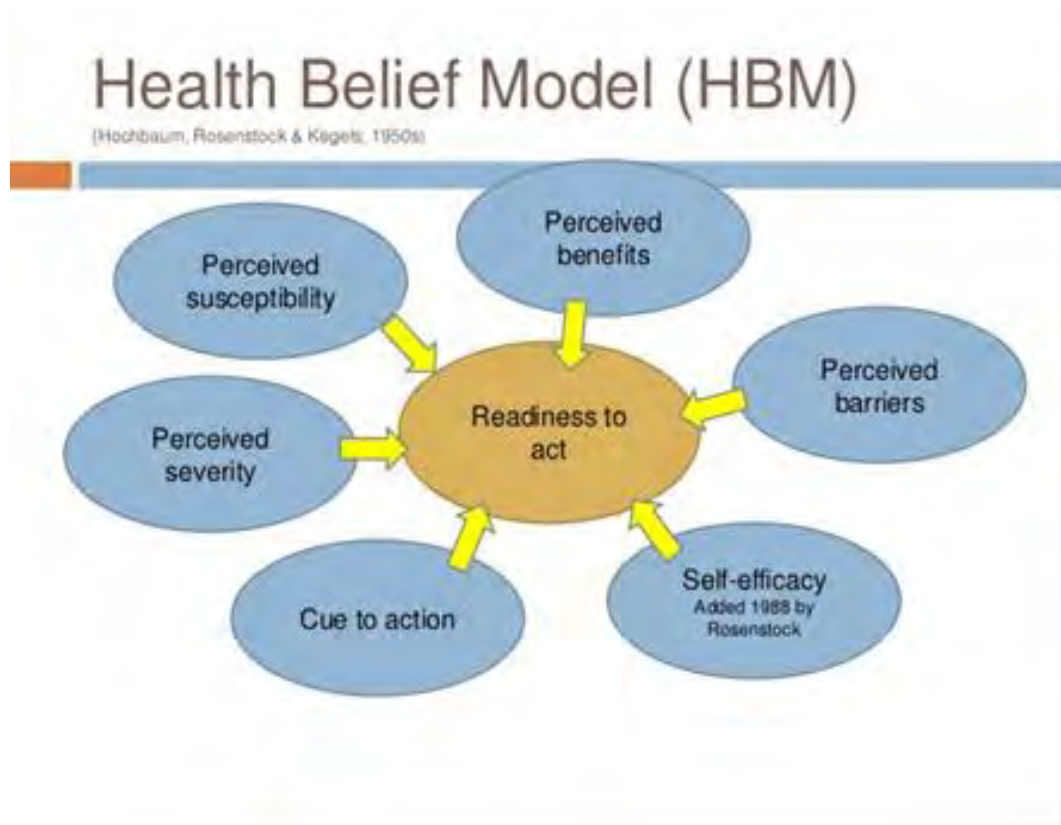 Health Belief Model (HBM)
(Hochbaum, Rosenstock & Kegels; 1950s)
Perceived
benefits
Perceived
susceptibility
Perceived
barriers
Readiness to
act
Perceived
severity
Self-efficacy
Added 1988 by
Rosenstock
Cue to action